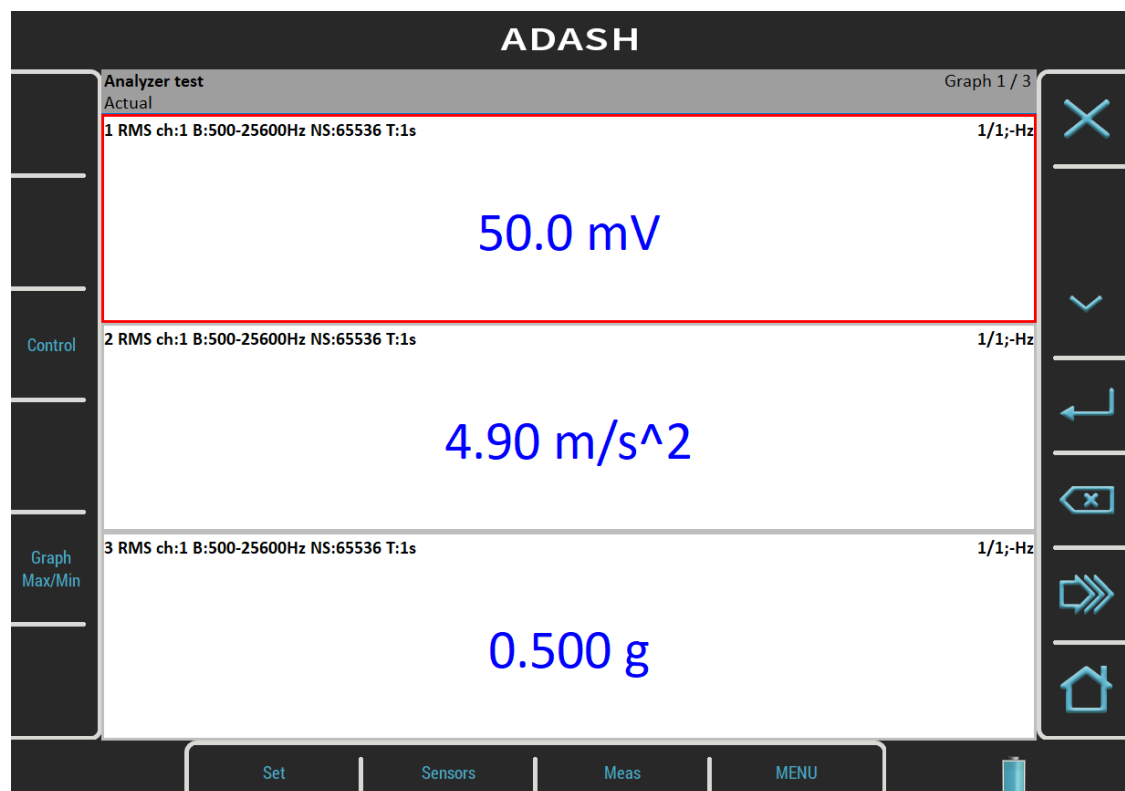 ADASH
Analyzer test
Graph 1 / 3
Actual
1 RMS ch:1 B:500-25600Hz NS:65536 T:1s
1/1;-Hz
50.0 mV
2 RMS ch:1 B:500-25600Hz NS:65536 T:1s
1/1;-Hz
4.90 m/s^2
3 RMS ch:1 B:500-25600Hz NS:65536 T:1s
1/1;-Hz
0.500 g
Control
Graph
Max/Min
Set
Sensors
Meas
MENU